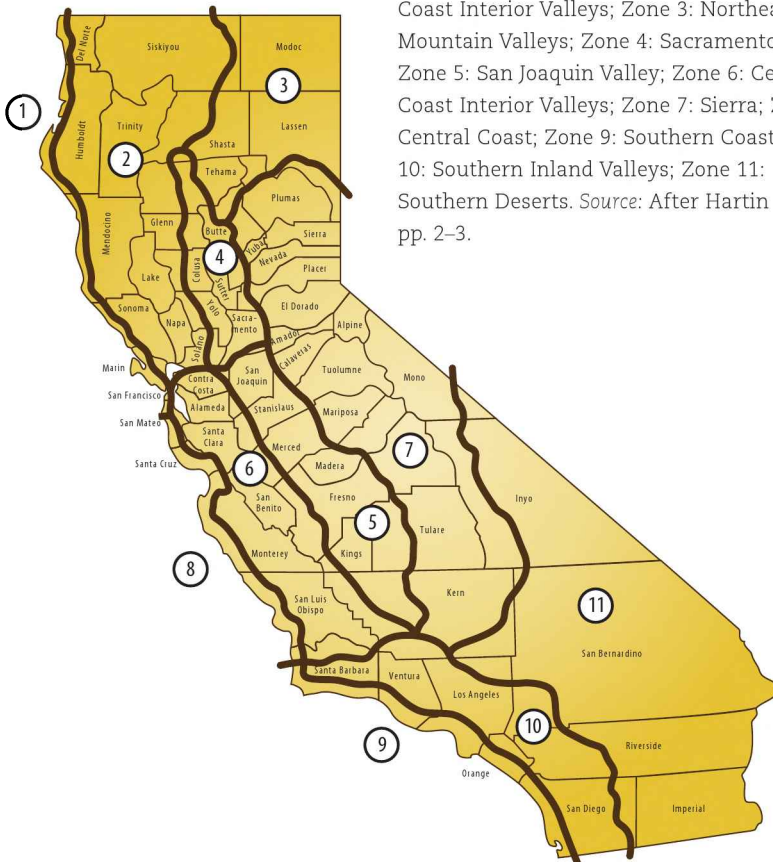 Coast Interior Valleys; Zone 3:
Mountain Valleys; Zone 4: Sacramento
Zone 5: San Joaquin Valley; Zone 6:
Coast Interior Valleys; Zone 7: Sierra;
Central Coast; Zone 9: Southern Coast
10: Southern Inland Valleys; Zone 11:
Southern Deserts. Source: After Hartin
pp. 2–3.
Del Norte
Siskiyou
Modoc
3
1
Humboldt
Trinity
2
Shasta
Lassen
Tehama
Plumas
Mendocino
Glenn
Butte
4
Yuba
Sierra
Nevada
Placer
Lake
Colusa
Sutter
El Dorado
Sonoma
Napa
Yolo
Sacra-
mento
Alpine
Amador
Solano
Calaveras
Marin
Contra
Costa
San
Joaquin
Tuolumne
Mono
San Francisco
Alameda
Stanislaus
Mariposa
San Mateo
Santa
Clara
Merced
7
Santa Cruz
6
Madera
San
Benito
Fresno
5
Inyo
Tulare
Monterey
Kings
8
San Luis
Obispo
Kern
11
San Bernardino
Santa Barbara
Ventura
Los Angeles
10
9
Riverside
Orange
San Diego
Imperial